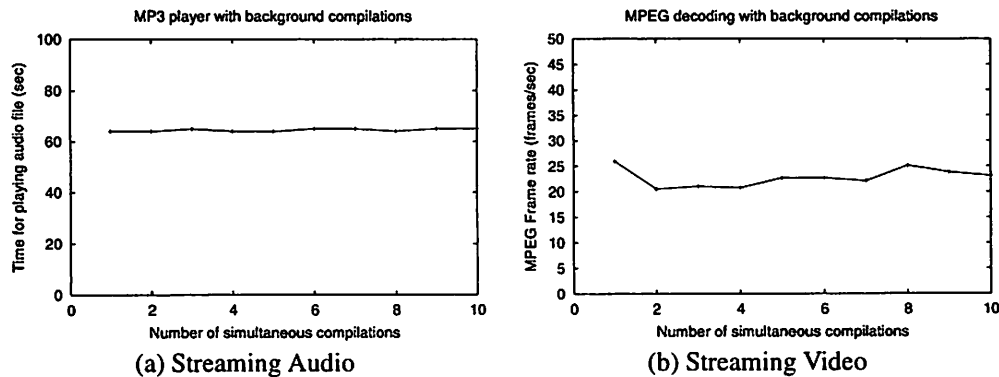 MP3 player with background compilations
Time for playing audio file (sec)
100
80
60
40
20
0
0 2 4 6 8 10
Number of simultaneous compilations
(a) Streaming Audio
MPEG decoding with background compilations
MPEG Frame rate (frames/sec)
50
45
40
35
30
25
20
15
10
5
0
0 2 4 6 8 10
Number of simultaneous compilations
(b) Streaming Video